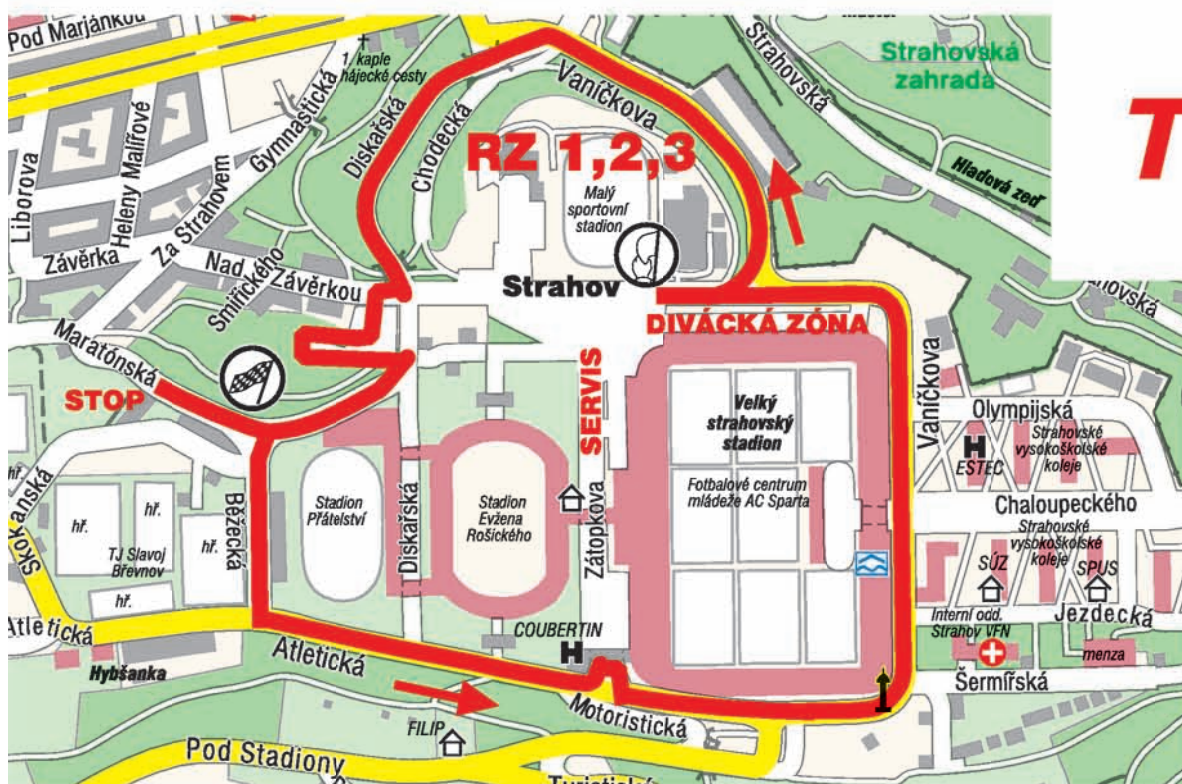 Pod Marjánkou
1. kaple
hájecké cesty
Gymnastická
Diskařská
Chodecká
Vaníčkova
Strahovská
Strahovská
zahrada
T
Hladová zeď
RZ 1,2,3
Malý
sportovní
stadion
Liborova
Heleny Malířové
Závěrka
Za Strahovem
Nad Závěrkou
Smiřického
Strahov
DIVÁCKÁ ZÓNA
Maratónská
STOP
SERVIS
Velký
strahovský
stadion
Vaníčkova
Olympijská
ESTEC
Strahovské
vysokoškolské
koleje
Chaloupeckého
Strahovské
vysokoškolské
koleje
Fotbalové centrum
mládeže AC Sparta
Stadion
Přátelství
Diskařská
Stadion
Evžena
Rošického
Zátopkova
Skokanská
hř.
hř.
hř.
hř.
hř.
TJ Slavoj
Břevnov
Běžecká
SÚZ
SPUS
Jezdecká
Interní odd.
Strahov VFN
menza
Šermířská
Atletická
Hybšanka
Atletická
COUBERTIN
H
H
Motoristická
FILIP
Pod Stadiony